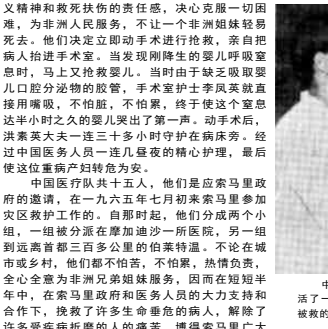 义精神和救死扶伤的责任感，决心克服一切困
难，为非洲人民服务，不让一个非洲姐妹轻易
死去。他们决定立即动手进行抢救，亲自把
病人抬进手术室。当发现刚降生的婴儿呼吸窒
息时，马上又抢救婴儿。当时由于缺乏吸取婴
儿口腔分泌物的胶管，手术室护士李凤英就直
接用嘴吸，不怕脏，不怕累，终于使这个窒息
达半小时之久的婴儿哭出了第一声。动手术后，
洪素英大夫一连三十多小时守护在病床旁。经
过中国医务人员一连几昼夜的精心护理，最后
使这位重病产妇转危为安。
中国医疗队共十五人，他们是应索马里政
府的邀请，在一九六五年七月初来索马里参加
灾区救护工作的。自那时起，他们分成两个小
组，一组被分派在摩加迪沙一所医院，另一组
到远离首都三百多公里的伯莱特温。不论在城
市或乡村，他们都不怕苦，不怕累，热情负责，
全心全意为非洲兄弟姐妹服务，因而在短短半
年中，在索马里政府和医务人员的大力支持和
合作下，挽救了许多生命垂危的病人，解除了
许多受疾病折磨的人的痛苦，博得索马里广大
中
活了一
被救的